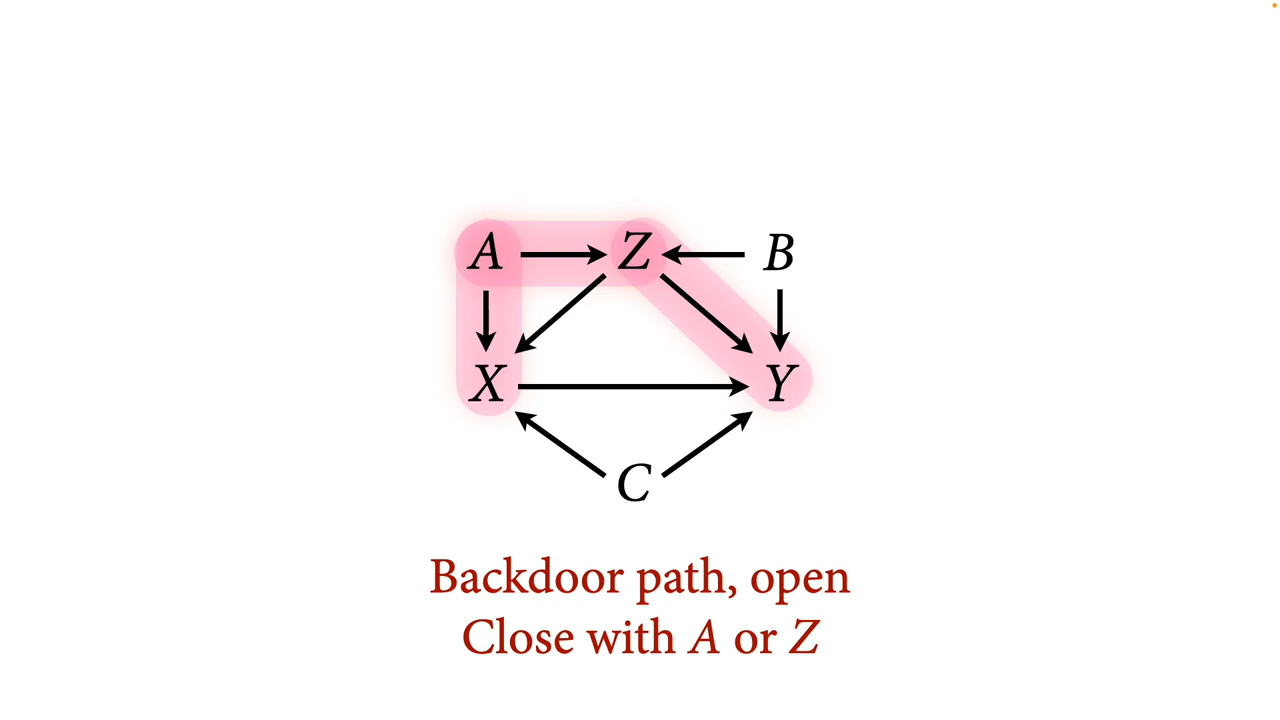 A Z B
X Y
C
Backdoor path, open
Close with A or Z